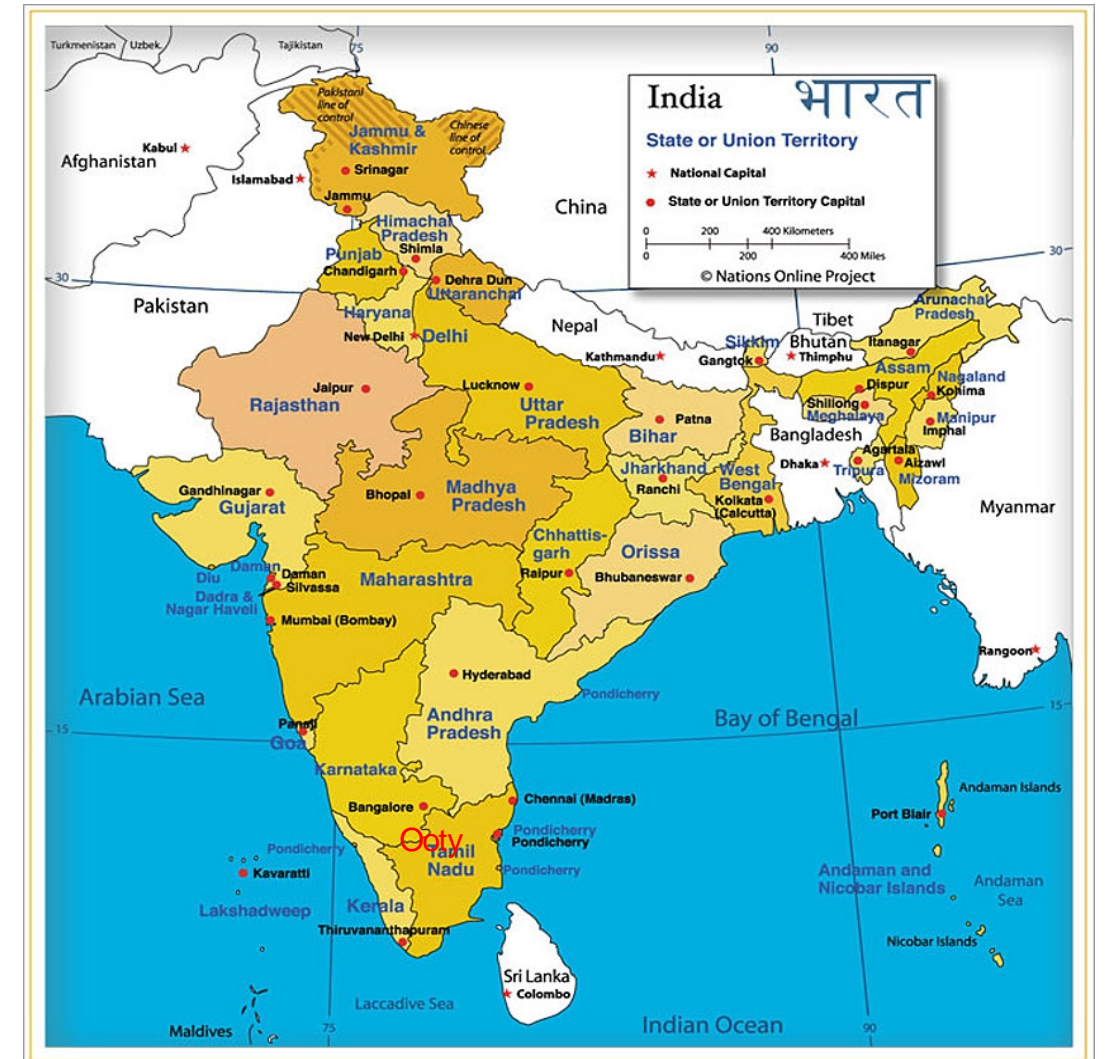 Turkmenistan
Uzbek.
Tajikistan
75
90
India
भारत
State or Union Territory
National Capital
State or Union Territory Capital
0 200 400 Kilometers
0 200 400 Miles
© Nations Online Project
Pakistani
line of
control
Chinese
line of
control
Jammu &
Kashmir
Kabul
Afghanistan
Islamabad
Srinagar
Jammu
China
Himachal
Pradesh
Shimla
Punjab
Chandigarh
30
30
Dehra Dun
Uttaranchal
Pakistan
Haryana
New Delhi
Delhi
Nepal
Kathmandu
Tibet
Sikkim
Gangtok
Bhutan
Thimphu
Arunachal
Pradesh
Itanagar
Assam
Dispur
Nagaland
Kohima
Shillong
Meghalaya
Manipur
Imphal
Jaipur
Rajasthan
Lucknow
Uttar
Pradesh
Patna
Bihar
Bangladesh
Dhaka
Agartala
Tripura
Aizawl
Mizoram
Gandhinagar
Gujarat
Bhopal
Madhya
Pradesh
Jharkhand
Ranchi
West
Bengal
Kolkata
(Calcutta)
Myanmar
Chhattis-
garh
Raipur
Orissa
Bhubaneswar
Daman
Diu
Daman
Silvassa
Dadra &
Nagar Haveli
Maharashtra
Mumbai (Bombay)
Rangoon
Hyderabad
Arabian Sea
Pondicherry
Andhra
Pradesh
Bay of Bengal
15
15
Panaji
Goa
Karnataka
Bangalore
Chennai (Madras)
Andaman Islands
Port Blair
Ooty
Pondicherry
Pondicherry
Tamil
Nadu
Pondicherry
Pondicherry
Kavaratti
Lakshadweep
Kerala
Thiruvananthapuram
Andaman and
Nicobar Islands
Andaman
Sea
Nicobar Islands
Sri Lanka
Colombo
Laccadive Sea
Maldives
75
Indian Ocean
90